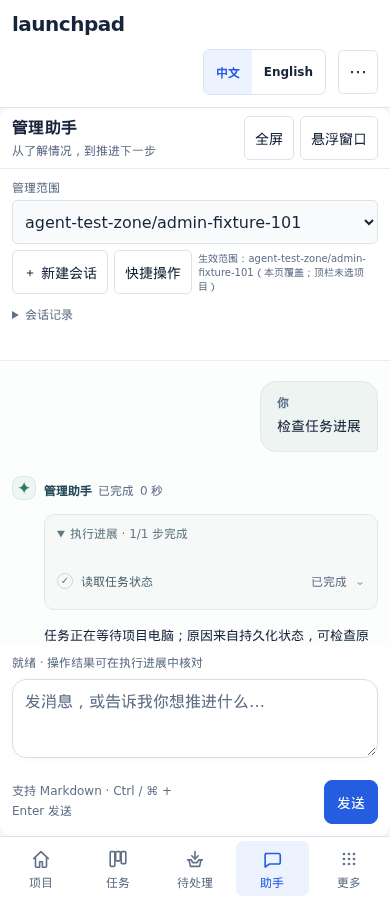 launchpad
中文 English ...
管理助手
从了解情况，到推进下一步
全屏 悬浮窗口
管理范围
agent-test-zone/admin-fixture-101
+ 新建会话 快捷操作
生效范围：agent-test-zone/admin-
fixture-101（本页覆盖；顶栏未选项
目）
▶ 会话记录
你
检查任务进展
管理助手 已完成 0 秒
▼ 执行进展 · 1/1 步完成
✓ 读取任务状态 已完成
任务正在等待项目电脑；原因来自持久化状态，可检查原
就绪 · 操作结果可在执行进展中核对
发消息，或告诉我你想推进什么...
支持 Markdown · Ctrl / ⌘ +
Enter 发送
发送
项目 任务 待处理 助手 更多